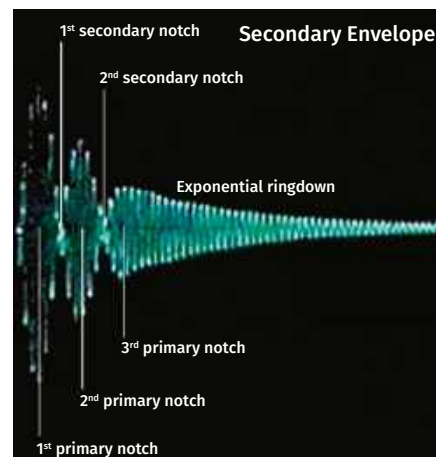 1st secondary notch
Secondary Envelope
2nd secondary notch
Exponential ringdown
3rd primary notch
2nd primary notch
1st primary notch